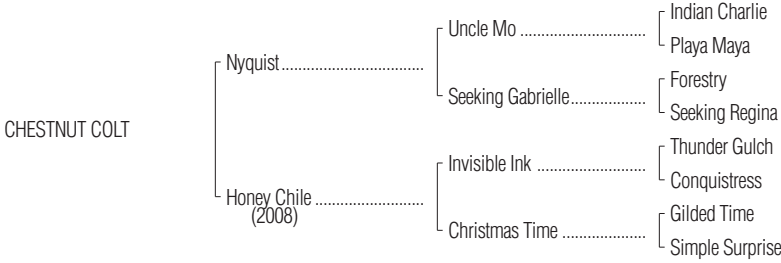 Indian Charlie
Uncle Mo ..............................
Playa Maya
Nyquist..................................
Forestry
Seeking Gabrielle..................
Seeking Regina
CHESTNUT COLT
Thunder Gulch
Invisible Ink ..........................
Conquistress
Honey Chile ..........................
(2008)
Gilded Time
Christmas Time ....................
Simple Surprise